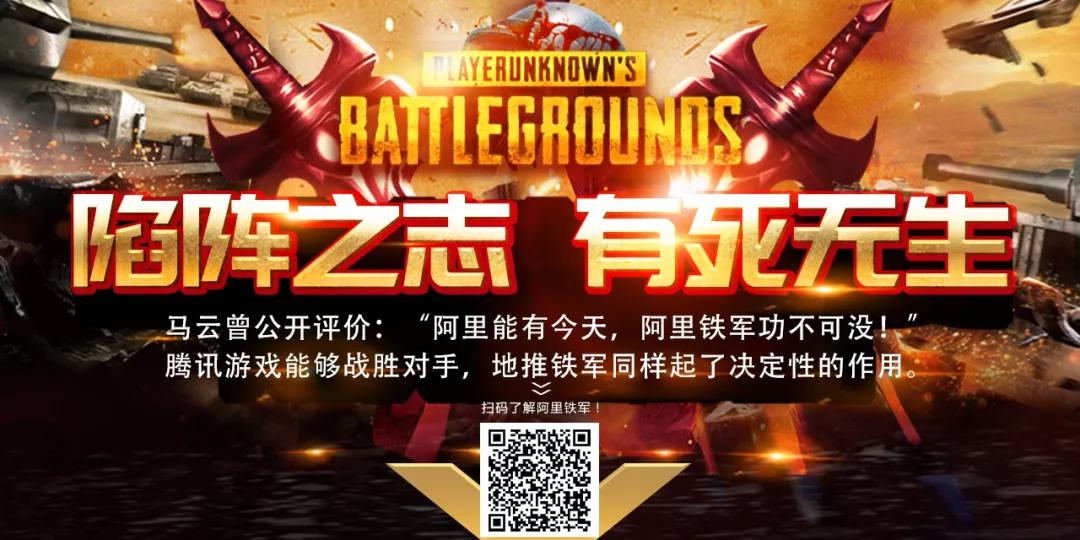 PLAYERUNKNOWN'S
BATTLEGROUNDS
陷阵之志 有死无生
马云曾公开评价：“阿里能有今天，阿里铁军功不可没！”
腾讯游戏能够战胜对手，地推铁军同样起了决定性的作用。
扫码了解阿里铁军！